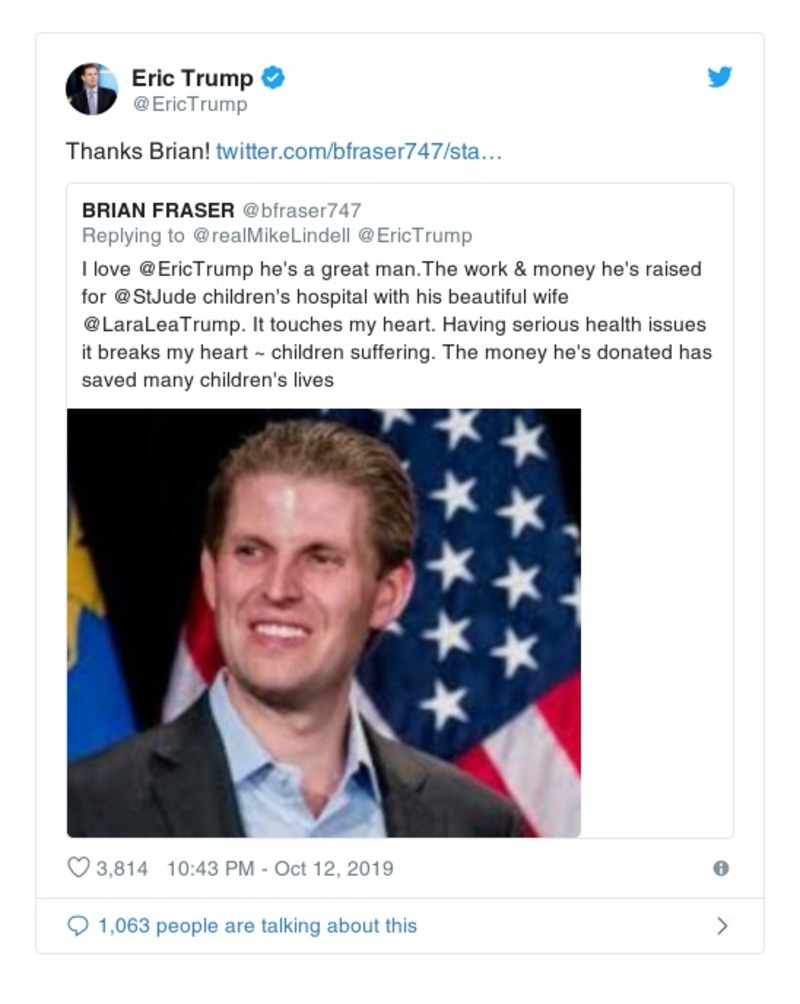 Eric Trump
@EricTrump
Thanks Brian! twitter.com/bfraser747/sta…
BRIAN FRASER @bfraser747
Replying to @realMikeLindell @EricTrump
I love @EricTrump he's a great man.The work & money he's raised
for @StJude children's hospital with his beautiful wife
@LaraLeaTrump. It touches my heart. Having serious health issues
it breaks my heart ~ children suffering. The money he's donated has
saved many children's lives
3,814 10:43 PM - Oct 12, 2019
1,063 people are talking about this